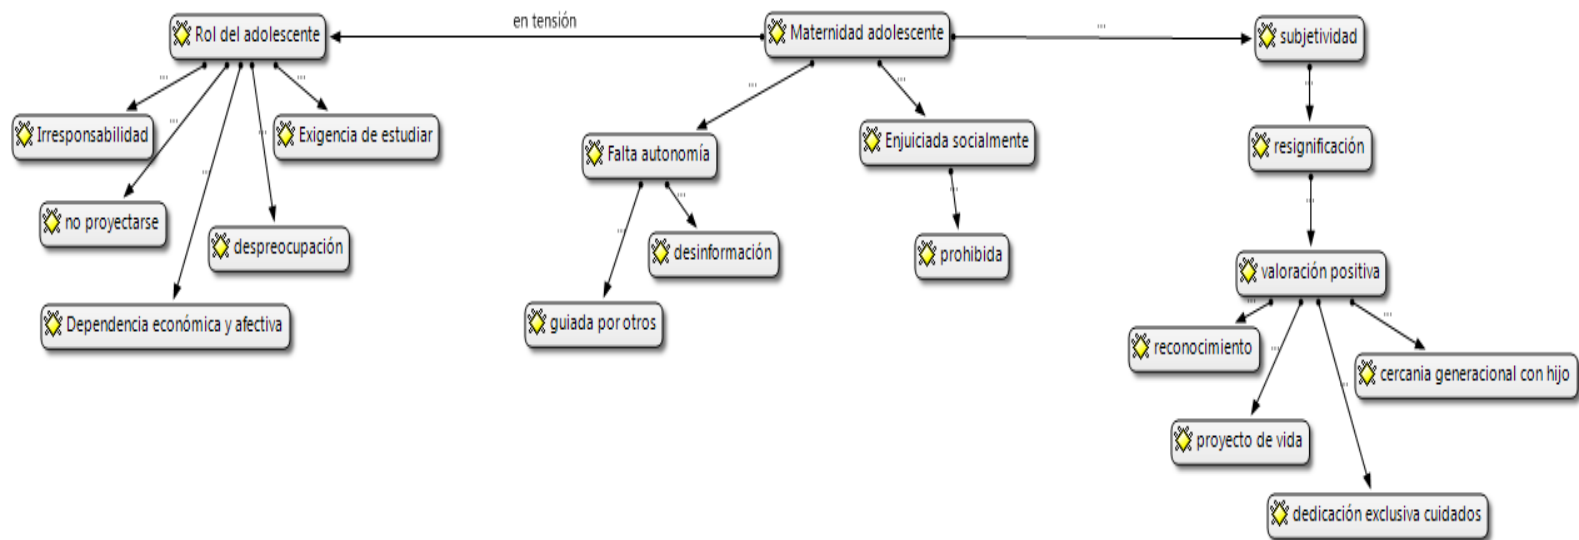 en tensión
Rol del adolescente
Maternidad adolescente
subjetividad
Irresponsabilidad
Exigencia de estudiar
Falta autonomía
Enjuiciada socialmente
resignificación
no proyectarse
despreocupación
desinformación
prohibida
valoración positiva
Dependencia económica y afectiva
guiada por otros
reconocimiento
cercania generacional con hijo
proyecto de vida
dedicación exclusiva cuidados